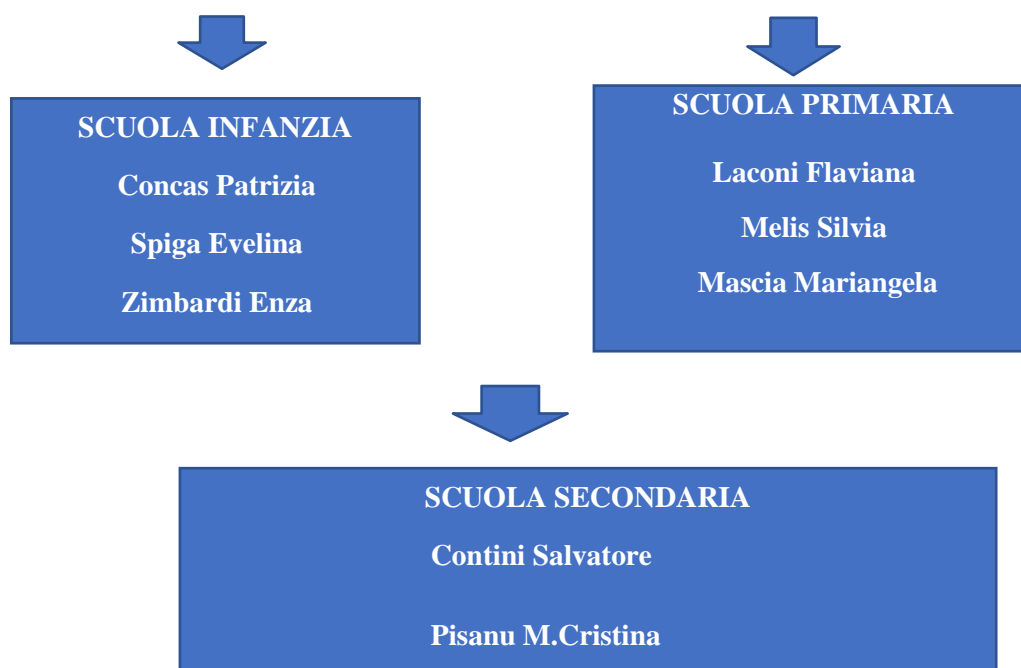 SCUOLA INFANZIA
Concas Patrizia
Spiga Evelina
Zimbardi Enza
SCUOLA PRIMARIA
Laconi Flaviana
Melis Silvia
Mascia Mariangela
SCUOLA SECONDARIA
Contini Salvatore
Pisanu M.Cristina